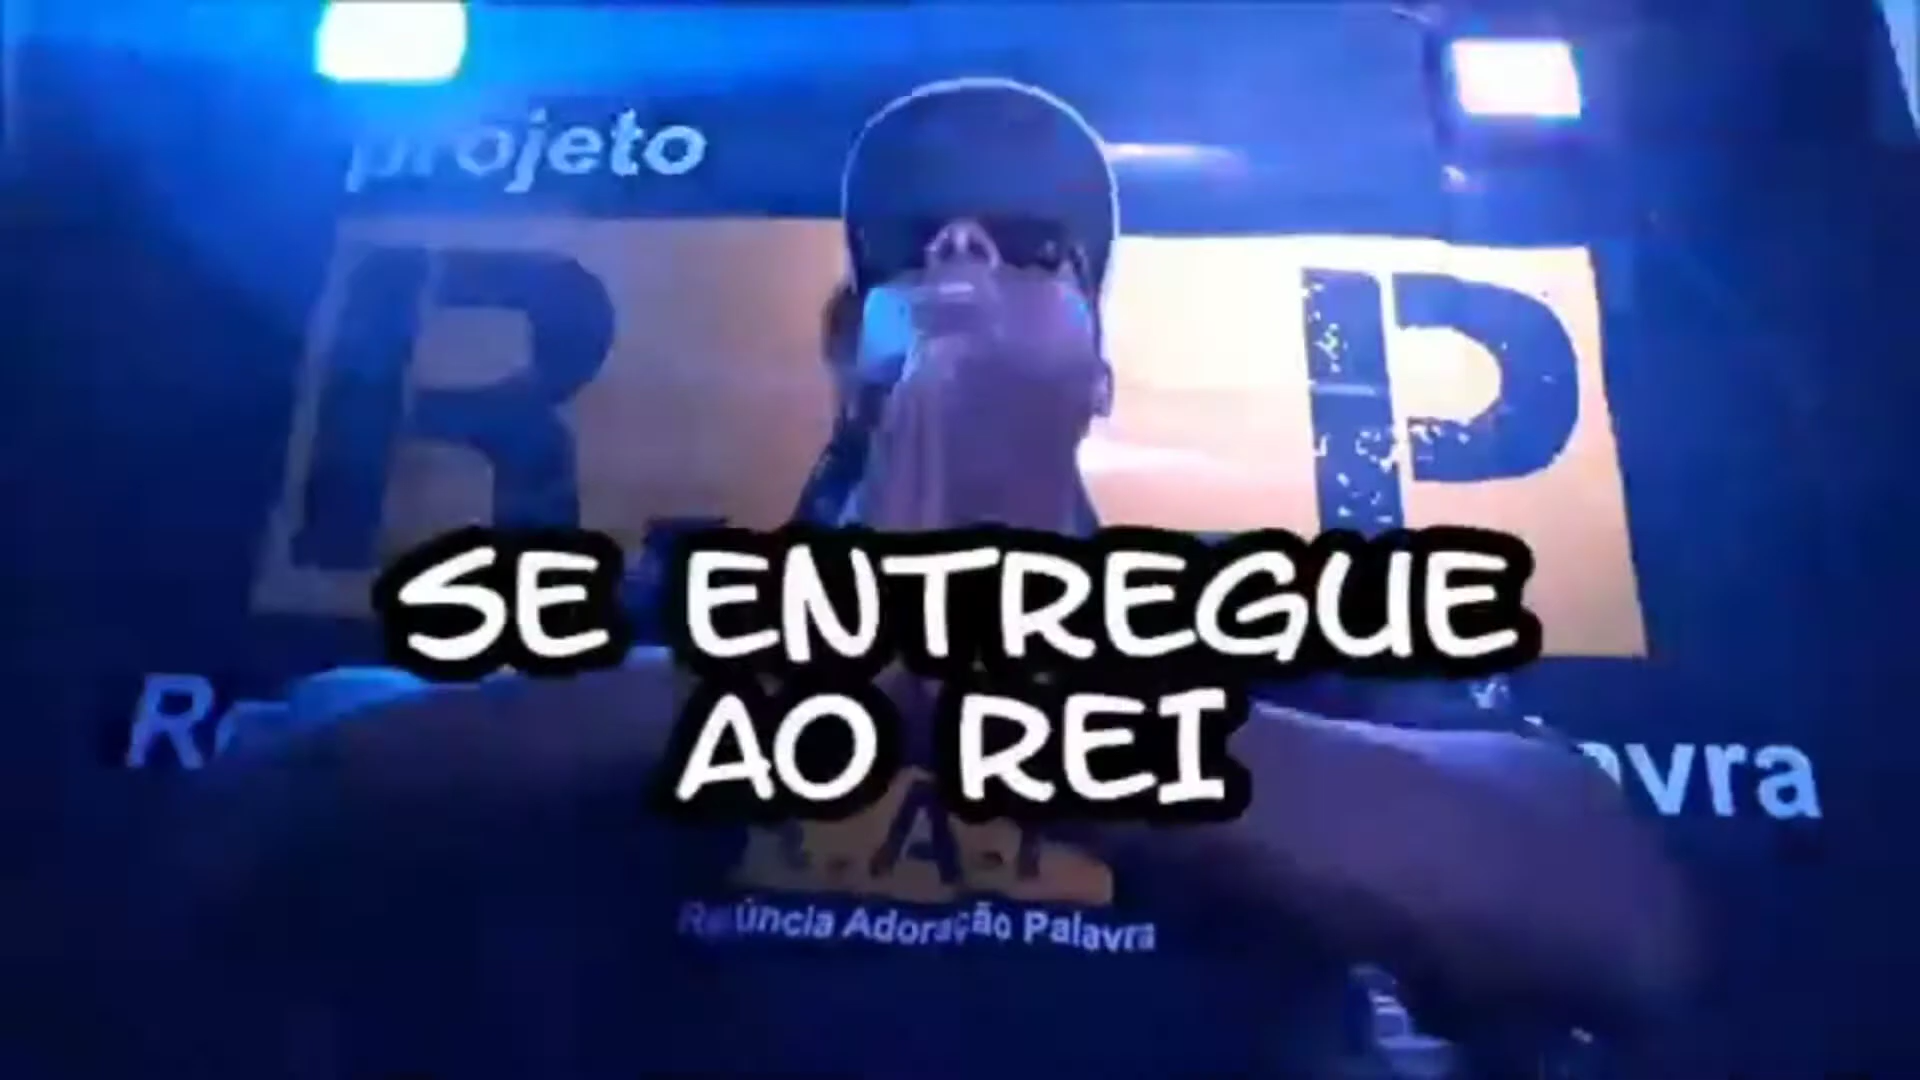 projeto
R. P
SE ENTREGUE
AO REI
R.A.P
Renúncia Adoração Palavra